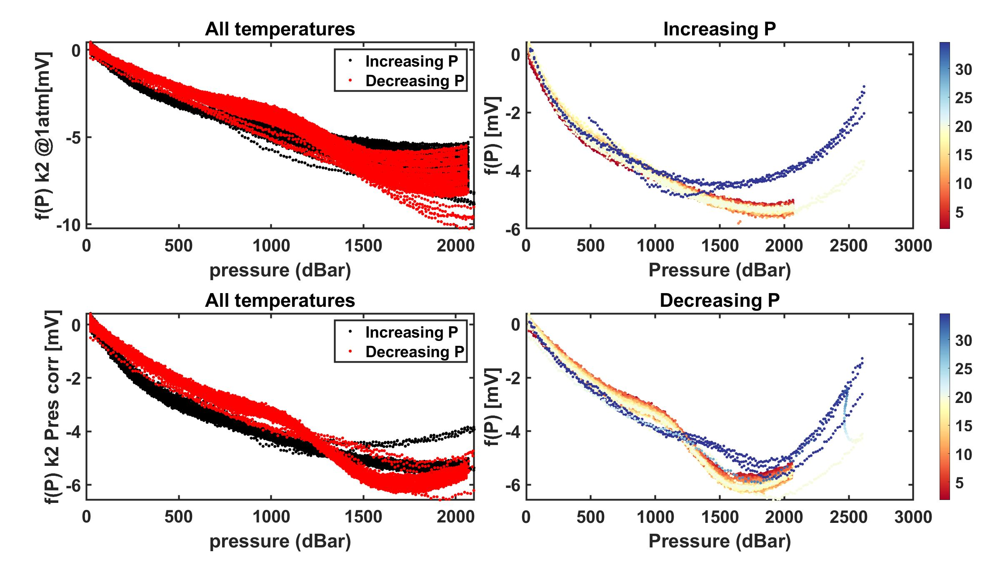 All temperatures
f(P) k2 @1atm[mV]
0
-5
-10
Increasing P
Decreasing P
0 500 1000 1500 2000
pressure (dBar)
Increasing P
f(P) [mV]
0
-2
-4
-6
0 500 1000 1500 2000 2500 3000
Pressure (dBar)
30
25
20
15
10
5
All temperatures
f(P) k2 Pres corr [mV]
0
-2
-4
-6
Increasing P
Decreasing P
0 500 1000 1500 2000
pressure (dBar)
Decreasing P
f(P) [mV]
0
-2
-4
-6
0 500 1000 1500 2000 2500 3000
Pressure (dBar)
30
25
20
15
10
5